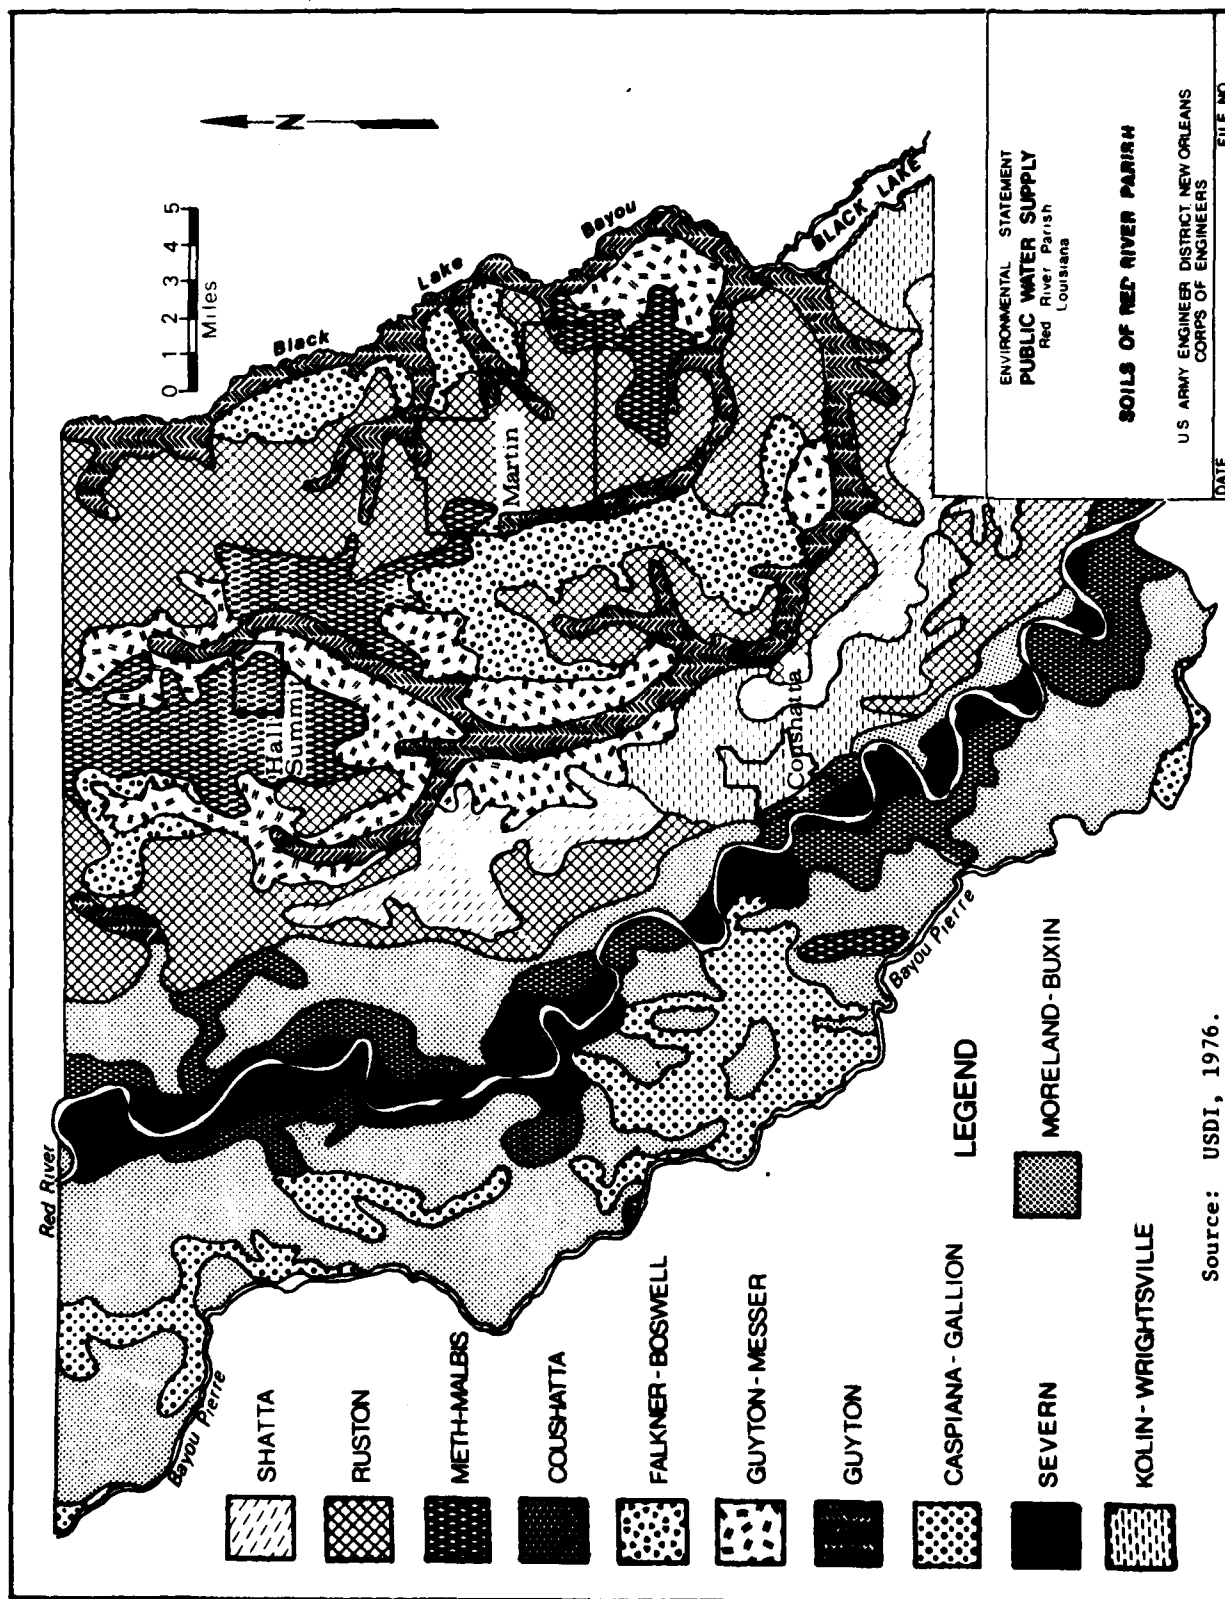 Red River
Bayou Pierre
Black
Lake
Bayou
BLACK LAKE
N
0 1 2 3 4 5
Miles
Hall
Summit
Martin
Coushatta
Bayou Pierre
LEGEND
SHATTA
RUSTON
METH-MALBIS
COUSHATTA
FALKNER-BOSWELL
GUYTON-MESSER
GUYTON
CASPIANA-GALLION
SEVERN
KOLIN-WRIGHTSVILLE
MORELAND-BUXIN
Source: USDI, 1976.
ENVIRONMENTAL STATEMENT
PUBLIC WATER SUPPLY
Red River Parish
Louisiana
SOILS OF RED RIVER PARISH
US ARMY ENGINEER DISTRICT, NEW ORLEANS
CORPS OF ENGINEERS
DATE FILE NO.